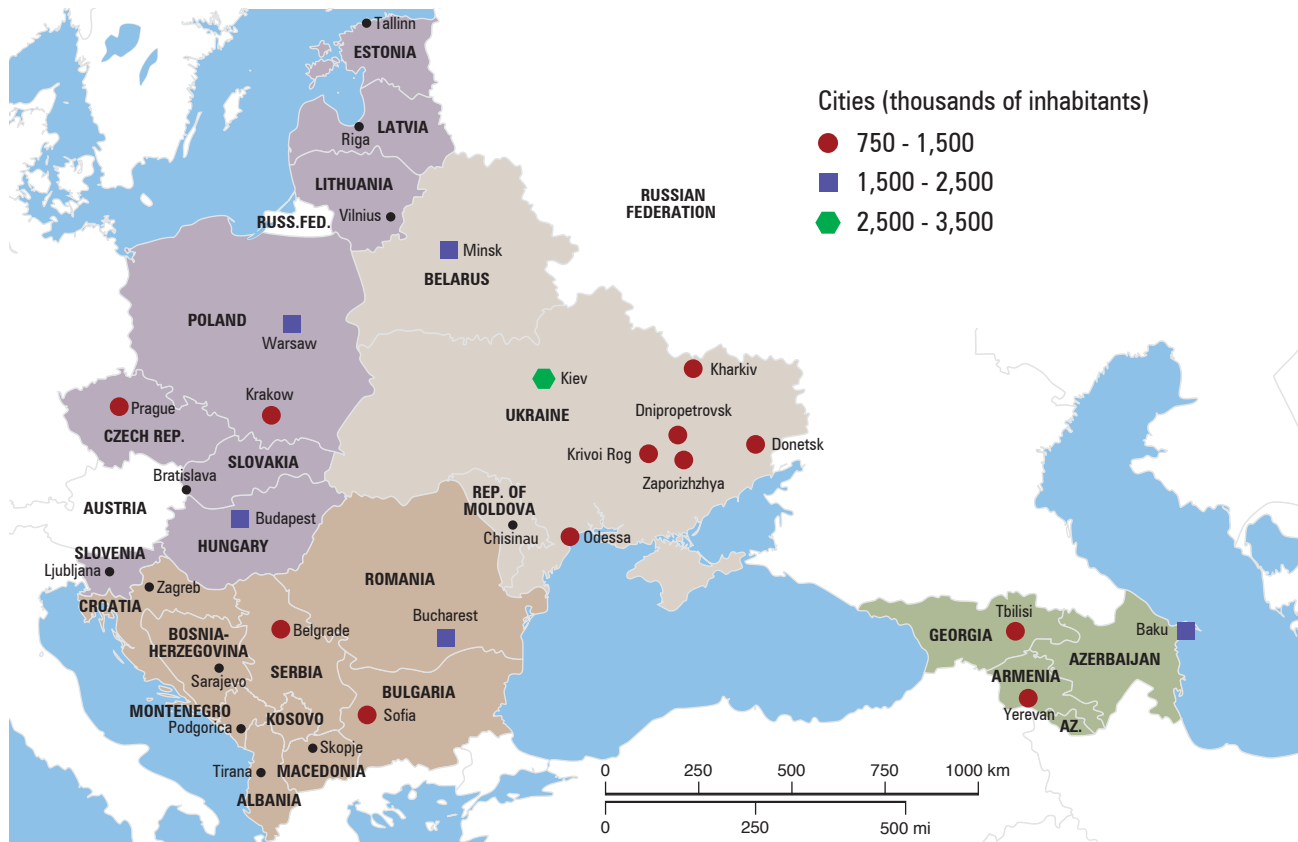 Tallinn
ESTONIA
Cities (thousands of inhabitants)
750 - 1,500
1,500 - 2,500
2,500 - 3,500
LATVIA
Riga
LITHUANIA
RUSSIAN
FEDERATION
Vilnius
RUSS.FED.
Minsk
BELARUS
POLAND
Warsaw
Kharkiv
Kiev
Krakow
Prague
Dnipropetrovsk
UKRAINE
CZECH REP.
Donetsk
Krivoi Rog
SLOVAKIA
Bratislava
Zaporizhzhya
REP. OF
MOLDOVA
AUSTRIA
Budapest
Chisinau
Odessa
HUNGARY
SLOVENIA
Ljubljana
ROMANIA
Zagreb
CROATIA
Bucharest
Tbilisi
Belgrade
Baku
BOSNIA-
HERZEGOVINA
GEORGIA
AZERBAIJAN
SERBIA
Sarajevo
ARMENIA
BULGARIA
MONTENEGRO
KOSOVO
Sofia
Yerevan
Podgorica
AZ.
Skopje
Tirana
MACEDONIA
ALBANIA
0 250 500 750 1000 km
0 250 500 mi